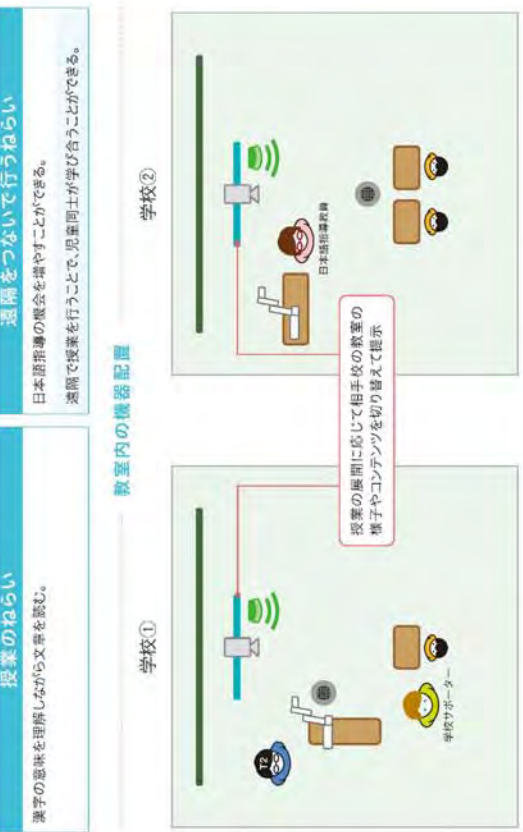 授業のねらい
漢字の意味を理解しながら文章を読む。
遠隔をつないで行うねらい
日本語指導の機会を増やすことができる。
遠隔で授業を行うことで、児童同士が学び合うことができる。
教室内の機器配置
学校①
T2
学校サポーター
学校②
日本語指導教員
授業の展開に応じて相手校の教室の
様子やコンテンツを切り替えて提示